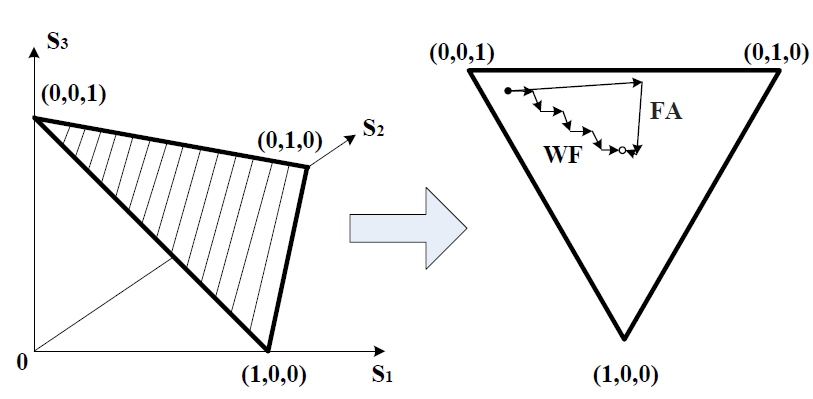 S3
(0,0,1)
(0,1,0)
S2
0
(1,0,0)
S1
(0,0,1)
(0,1,0)
FA
WF
(1,0,0)